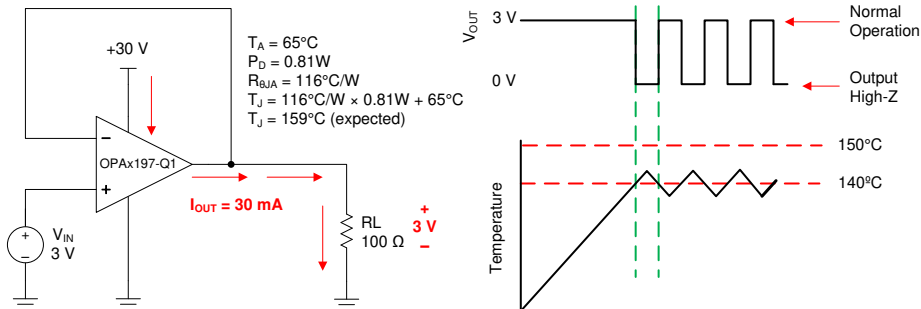 +30 V
T_A = 65°C
P_D = 0.81W
R_θJA = 116°C/W
T_J = 116°C/W × 0.81W + 65°C
T_J = 159°C (expected)
−
OPAx197-Q1
+
I_OUT = 30 mA
V_IN
3 V
+
−
RL
100 Ω
+
3 V
−
V_OUT
3 V
0 V
Normal
Operation
Output
High-Z
150°C
140ºC
Temperature